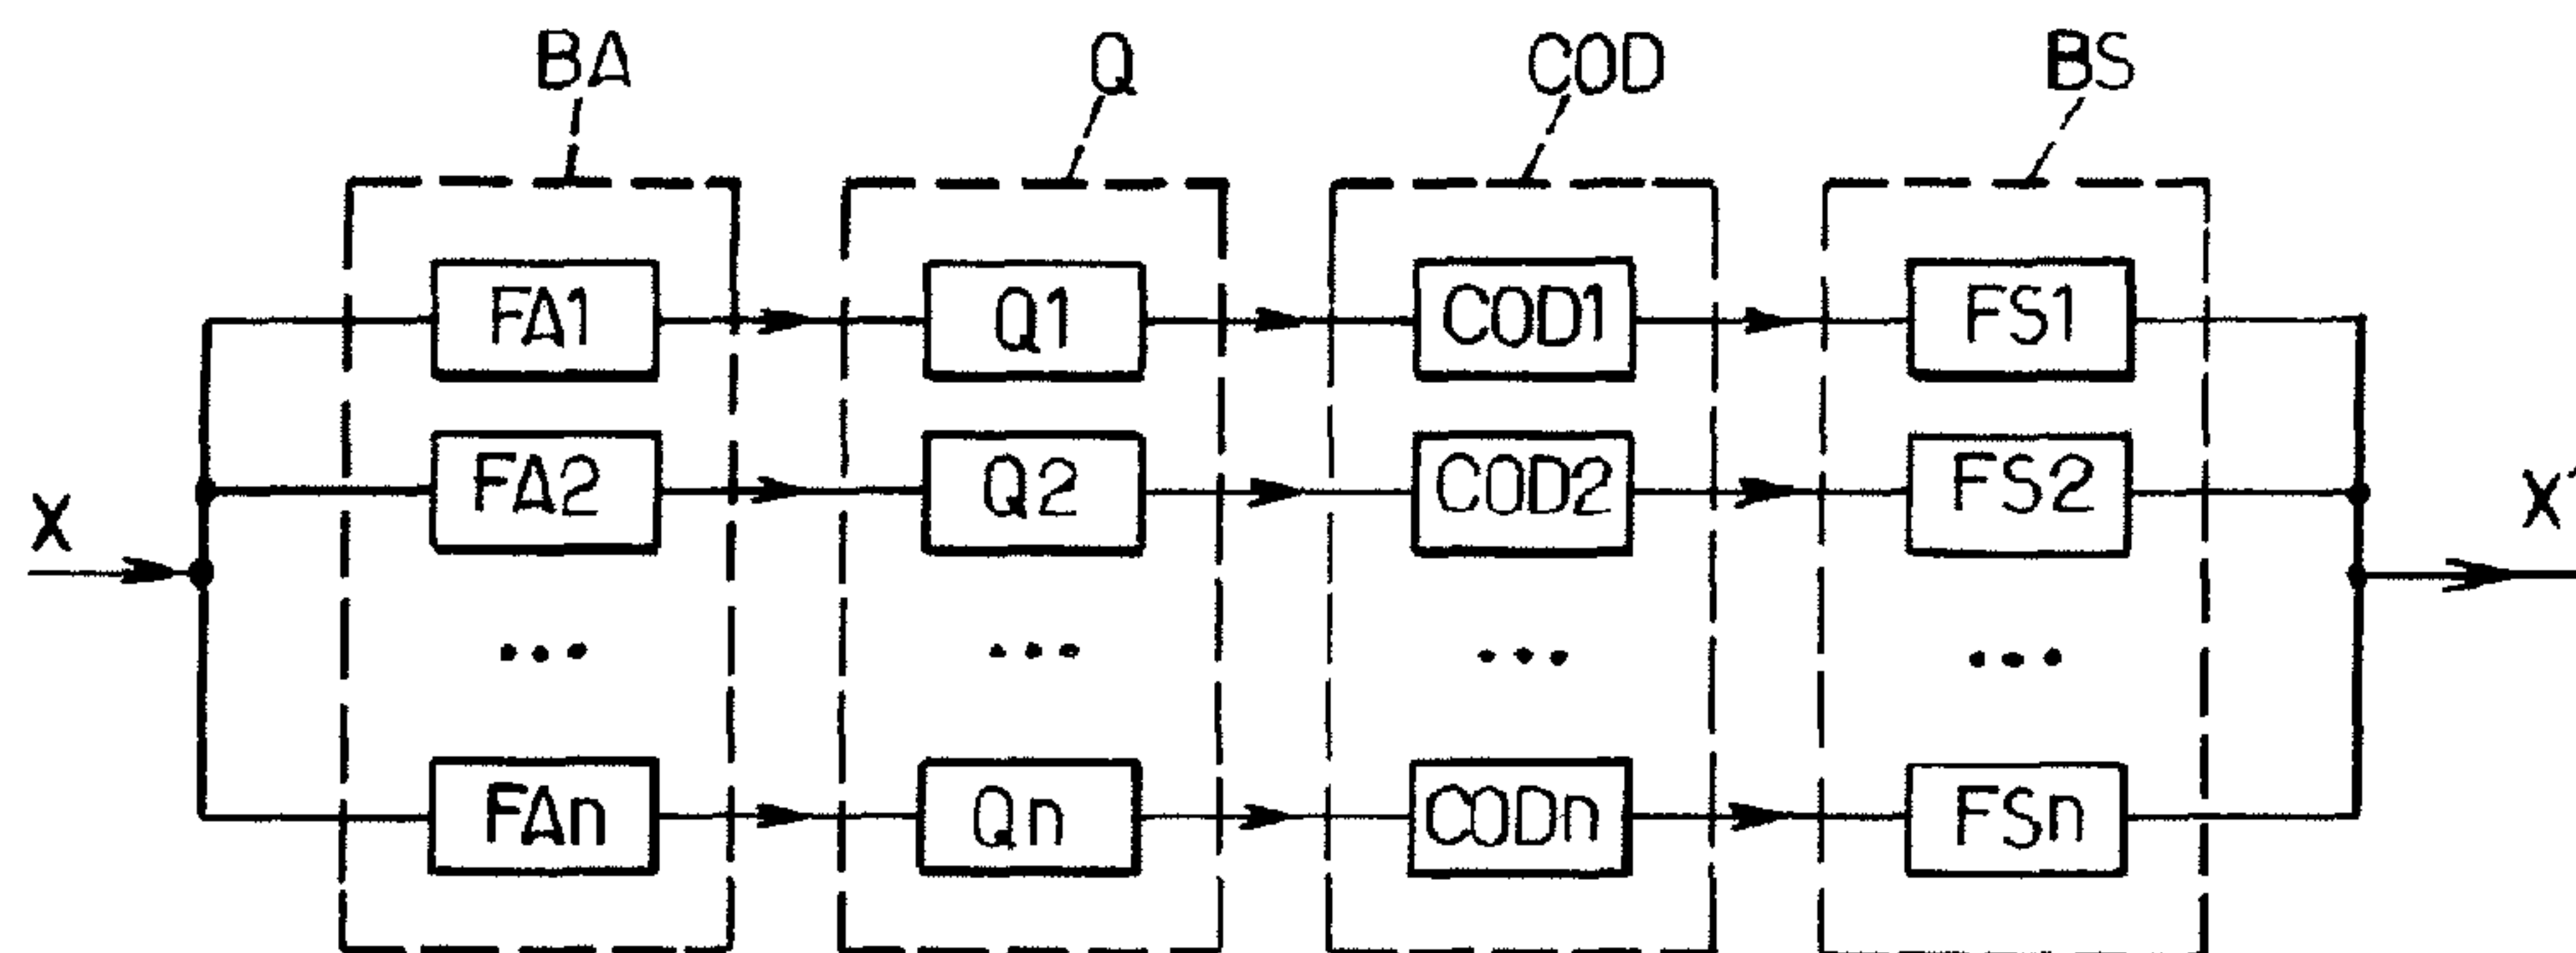 BA Q COD BS
FA1 Q1 COD1 FS1
FA2 Q2 COD2 FS2
X X'
... ... ... ...
FAn Qn CODn FSn